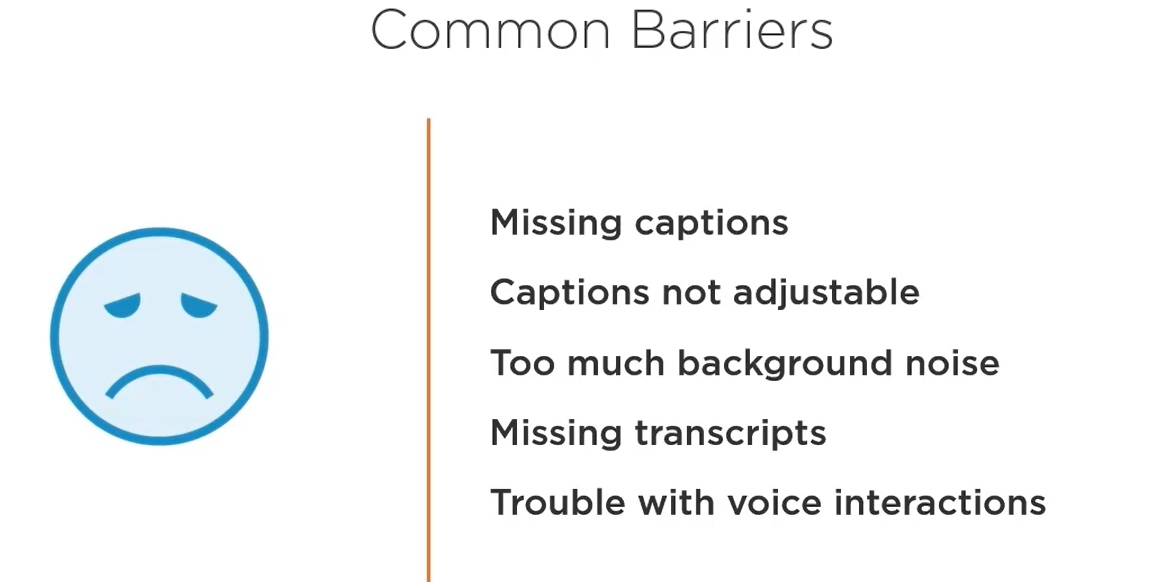 Common Barriers
Missing captions
Captions not adjustable
Too much background noise
Missing transcripts
Trouble with voice interactions